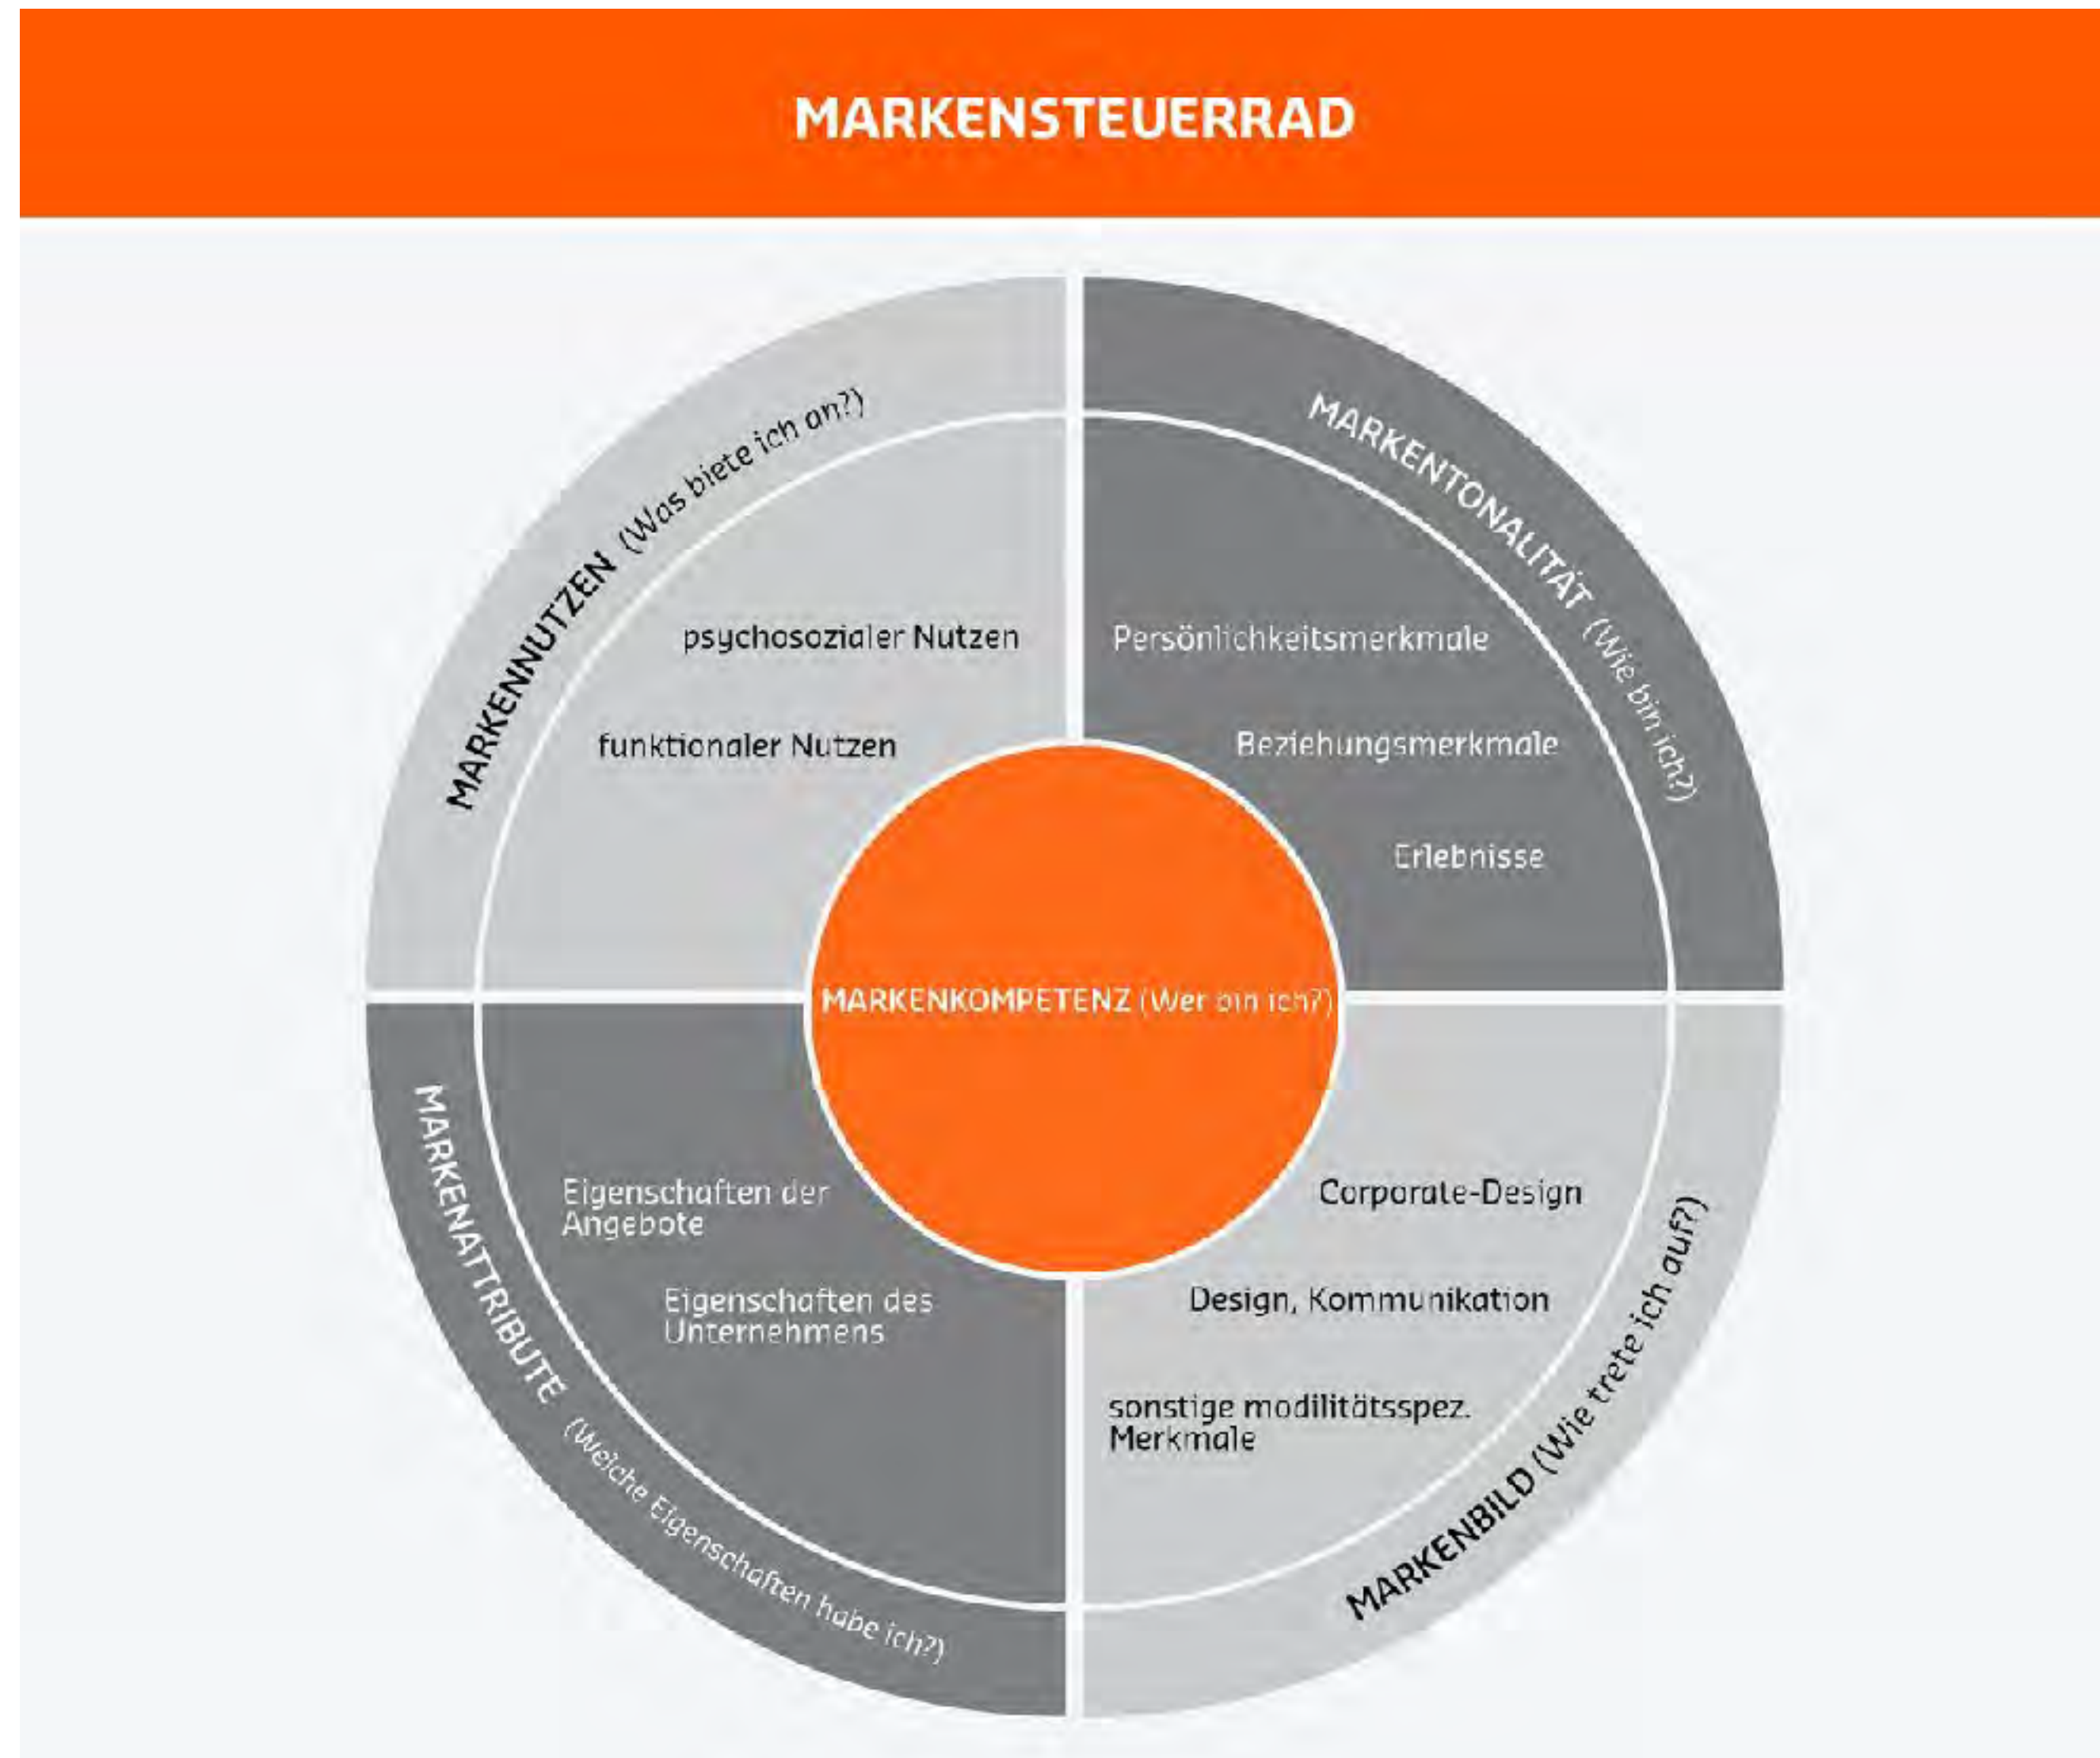 MARKENSTEUERRAD
MARKENNUTZEN (Was biete ich an?)
psychosozialer Nutzen
funktionaler Nutzen
MARKENTONALITÄT (Wie bin ich?)
Persönlichkeitsmerkmale
Beziehungsmerkmale
Erlebnisse
MARKENKOMPETENZ (Wer bin ich?)
MARKENATTRIBUTE (Welche Eigenschaften habe ich?)
Eigenschaften der
Angebote
Eigenschaften des
Unternehmens
MARKENBILD (Wie trete ich auf?)
Corporate-Design
Design, Kommunikation
sonstige modilitätsspez.
Merkmale